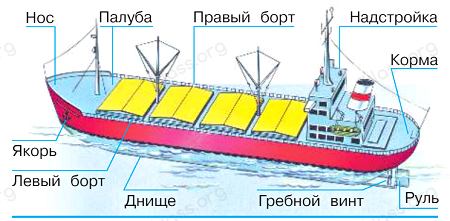 Нос
Палуба
Правый борт
Надстройка
Корма
Якорь
Левый борт
Днище
Гребной винт
Руль